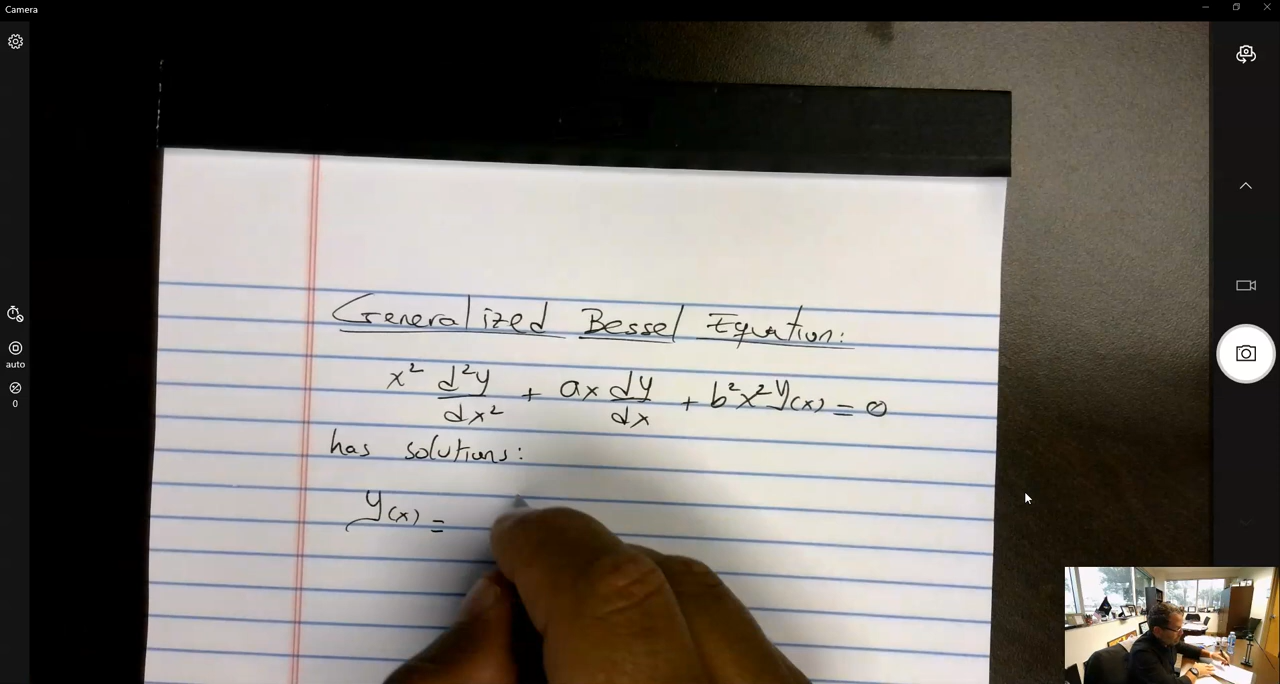 Camera
auto
0
Generalized Bessel Equation:
x² d²y/dx² + ax dy/dx + b²x²y(x) = 0
has solutions:
y(x) =